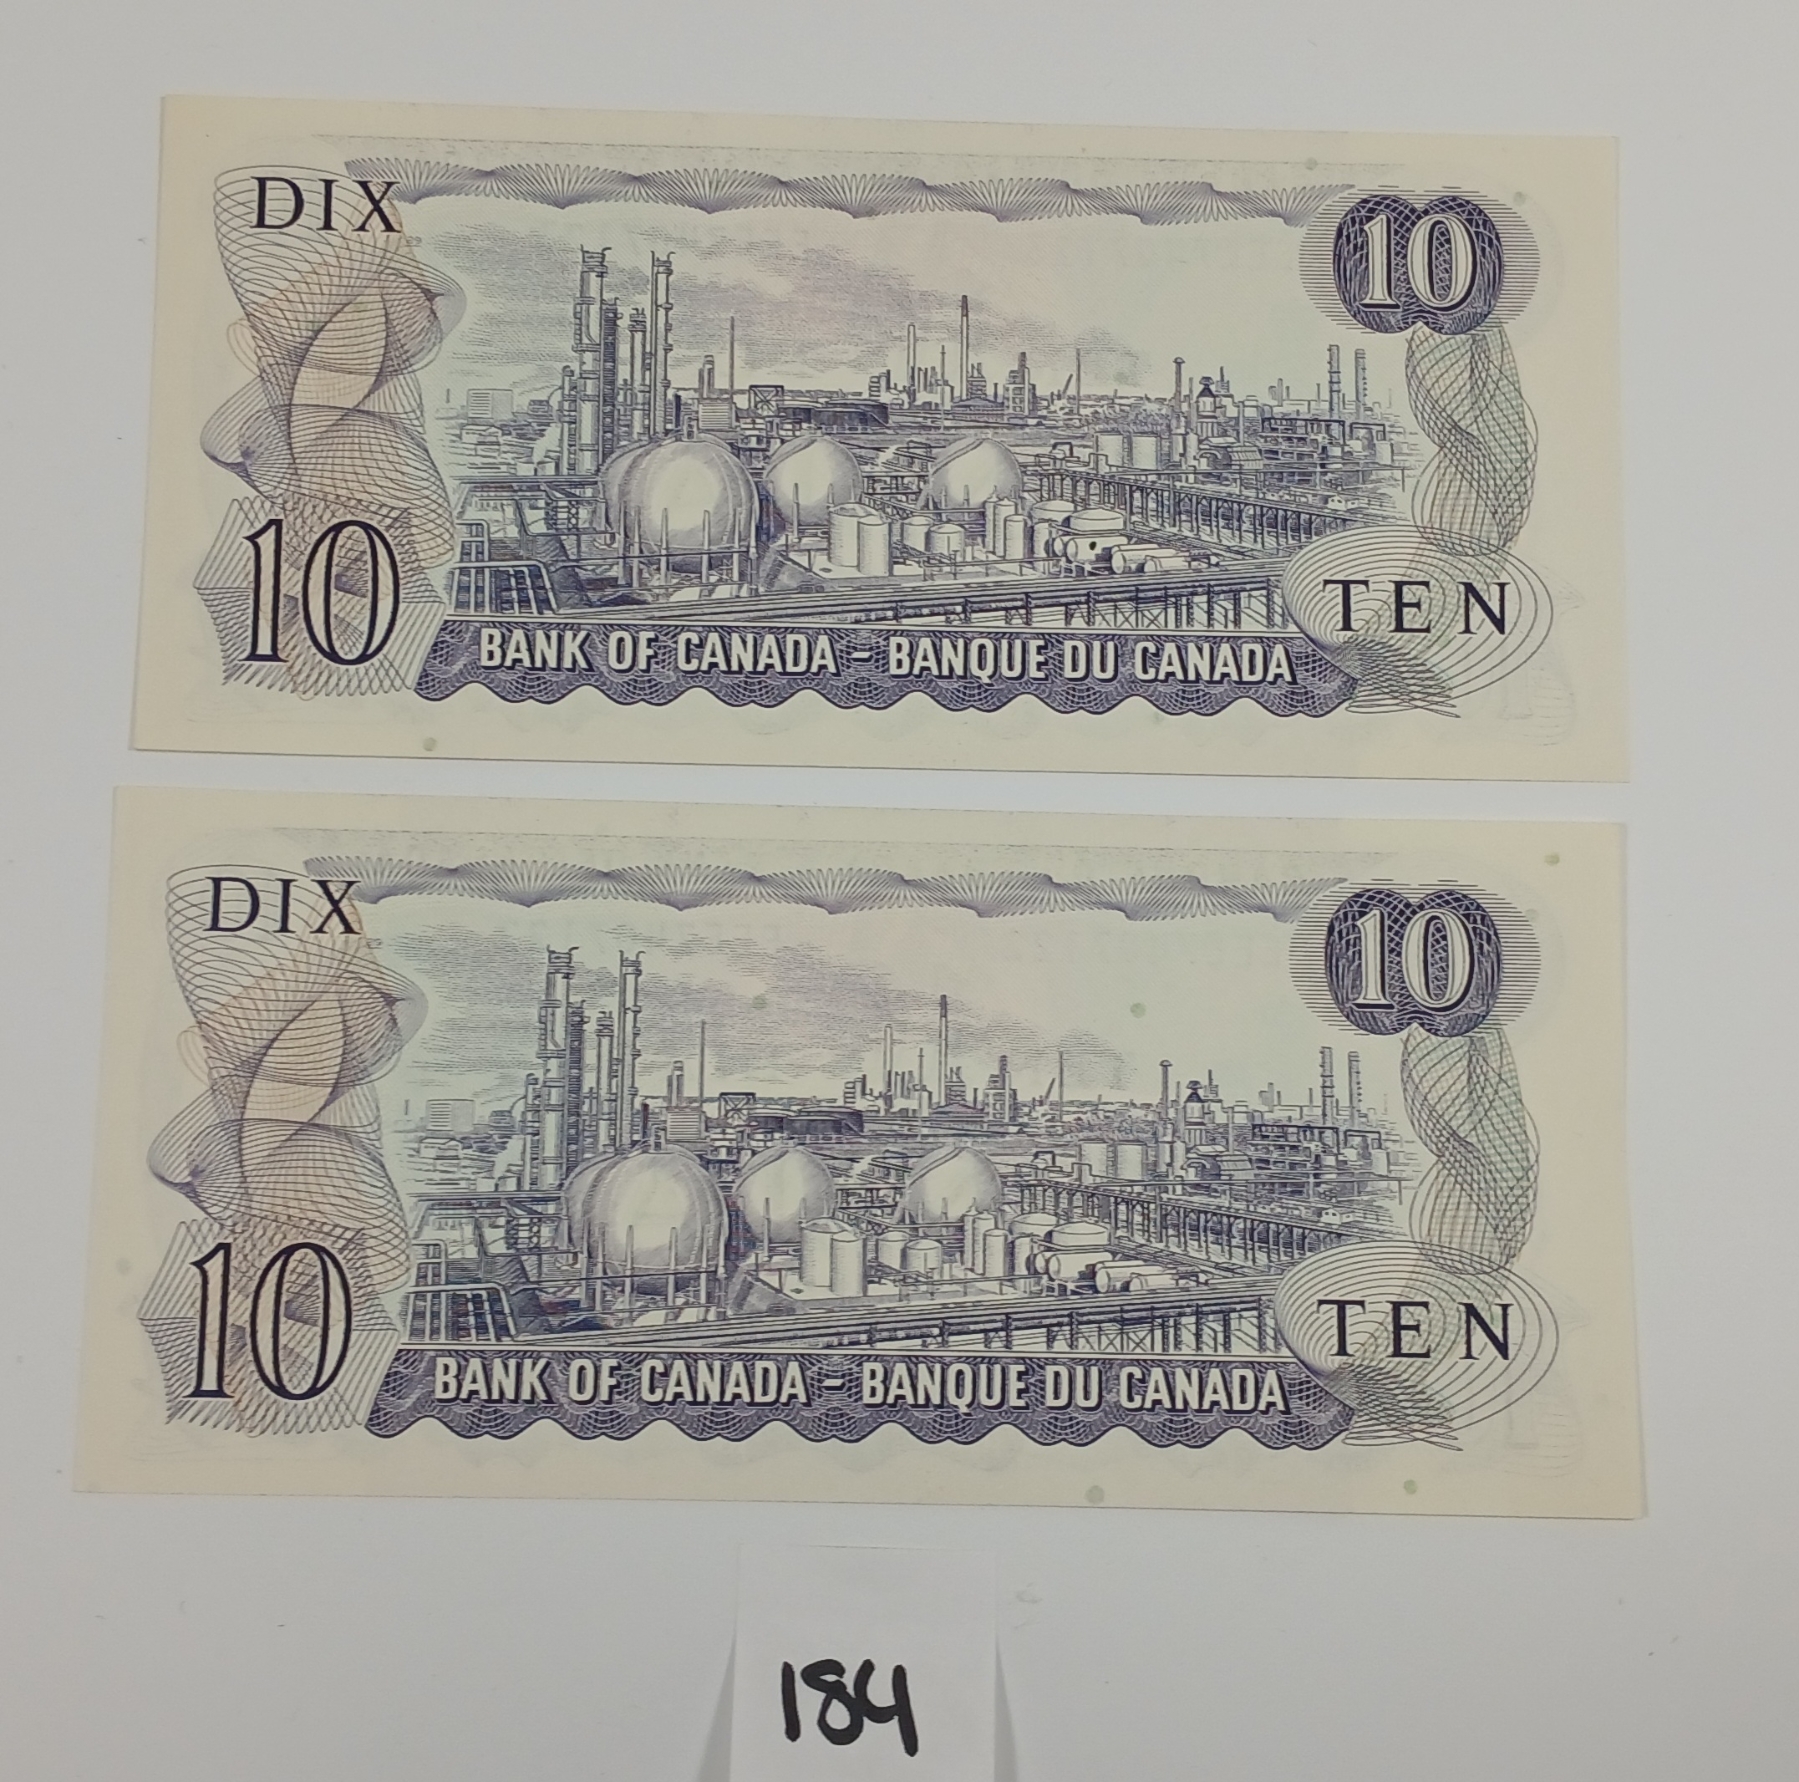 DIX 10
10 TEN
BANK OF CANADA - BANQUE DU CANADA
DIX 10
10 TEN
BANK OF CANADA - BANQUE DU CANADA
184